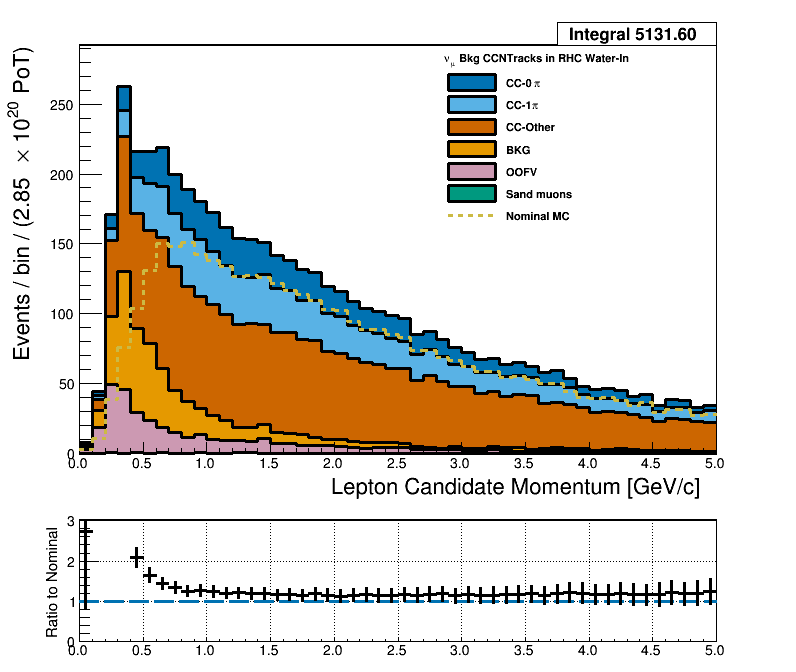 Integral 5131.60
ν_μ Bkg CCNTracks in RHC Water-In
CC-0 π
CC-1π
CC-Other
BKG
OOFV
Sand muons
Nominal MC
Events / bin / (2.85 × 10^20 PoT)
250
200
150
100
50
0
0.0 0.5 1.0 1.5 2.0 2.5 3.0 3.5 4.0 4.5 5.0
Lepton Candidate Momentum [GeV/c]
Ratio to Nominal
3
2
1
0
0.0 0.5 1.0 1.5 2.0 2.5 3.0 3.5 4.0 4.5 5.0